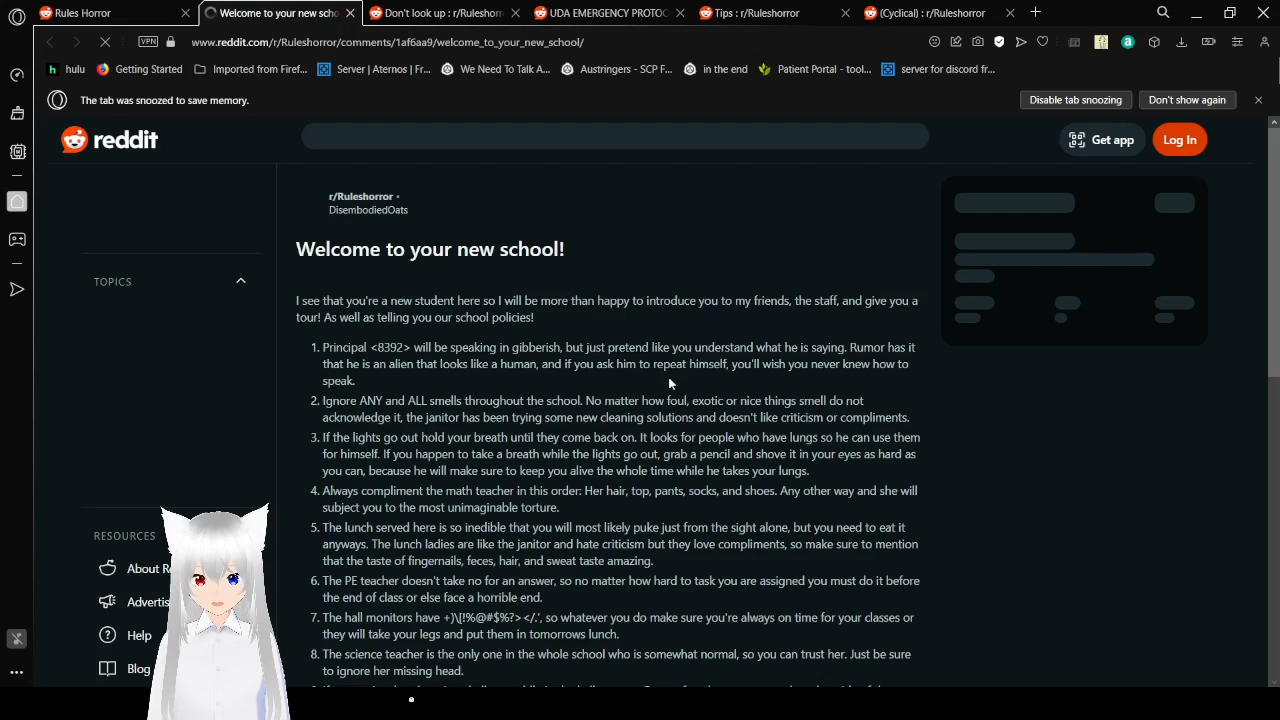 Rules Horror
Welcome to your new scho
Don't look up : r/Ruleshorror
UDA EMERGENCY PROTOC
Tips : r/Ruleshorror
(Cyclical) : r/Ruleshorror
VPN
www.reddit.com/r/Ruleshorror/comments/1af6aa9/welcome_to_your_new_school/
hulu
Getting Started
Imported from Firef...
Server | Aternos | Fr...
We Need To Talk A...
Austringers - SCP F...
in the end
Patient Portal - tool...
server for discord fr...
The tab was snoozed to save memory.
Disable tab snoozing
Don't show again
reddit
Get app
Log In
r/Ruleshorror •
DisembodiedOats
Welcome to your new school!
TOPICS
I see that you're a new student here so I will be more than happy to introduce you to my friends, the staff, and give you a
tour! As well as telling you our school policies!
1. Principal <8392> will be speaking in gibberish, but just pretend like you understand what he is saying. Rumor has it
that he is an alien that looks like a human, and if you ask him to repeat himself, you'll wish you never knew how to
speak.
2. Ignore ANY and ALL smells throughout the school. No matter how foul, exotic or nice things smell do not
acknowledge it, the janitor has been trying some new cleaning solutions and doesn't like criticism or compliments.
3. If the lights go out hold your breath until they come back on. It looks for people who have lungs so he can use them
for himself. If you happen to take a breath while the lights go out, grab a pencil and shove it in your eyes as hard as
you can, because he will make sure to keep you alive the whole time while he takes your lungs.
4. Always compliment the math teacher in this order: Her hair, top, pants, socks, and shoes. Any other way and she will
subject you to the most unimaginable torture.
5. The lunch served here is so inedible that you will most likely puke just from the sight alone, but you need to eat it
anyways. The lunch ladies are like the janitor and hate criticism but they love compliments, so make sure to mention
that the taste of fingernails, feces, hair, and sweat taste amazing.
6. The PE teacher doesn't take no for an answer, so no matter how hard to task you are assigned you must do it before
the end of class or else face a horrible end.
7. The hall monitors have +)\[!%@#$%?></.', so whatever you do make sure you're always on time for your classes or
they will take your legs and put them in tomorrows lunch.
8. The science teacher is the only one in the whole school who is somewhat normal, so you can trust her. Just be sure
to ignore her missing head.
RESOURCES
About Re
Advertis
Help
Blog